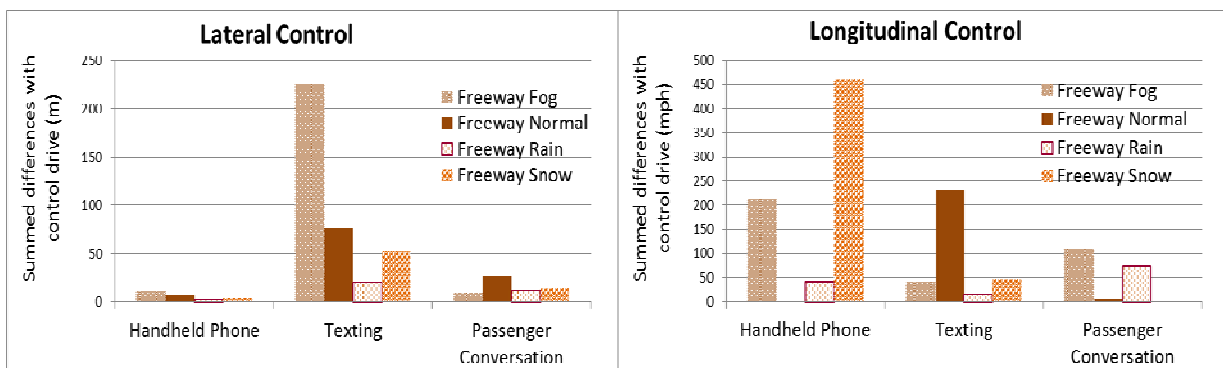 Lateral Control
Summed differences with
control drive (m)
250
200
150
100
50
0
Freeway Fog
Freeway Normal
Freeway Rain
Freeway Snow
Handheld Phone
Texting
Passenger
Conversation
Longitudinal Control
Summed differences with
control drive (mph)
500
450
400
350
300
250
200
150
100
50
0
Freeway Fog
Freeway Normal
Freeway Rain
Freeway Snow
Handheld Phone
Texting
Passenger
Conversation